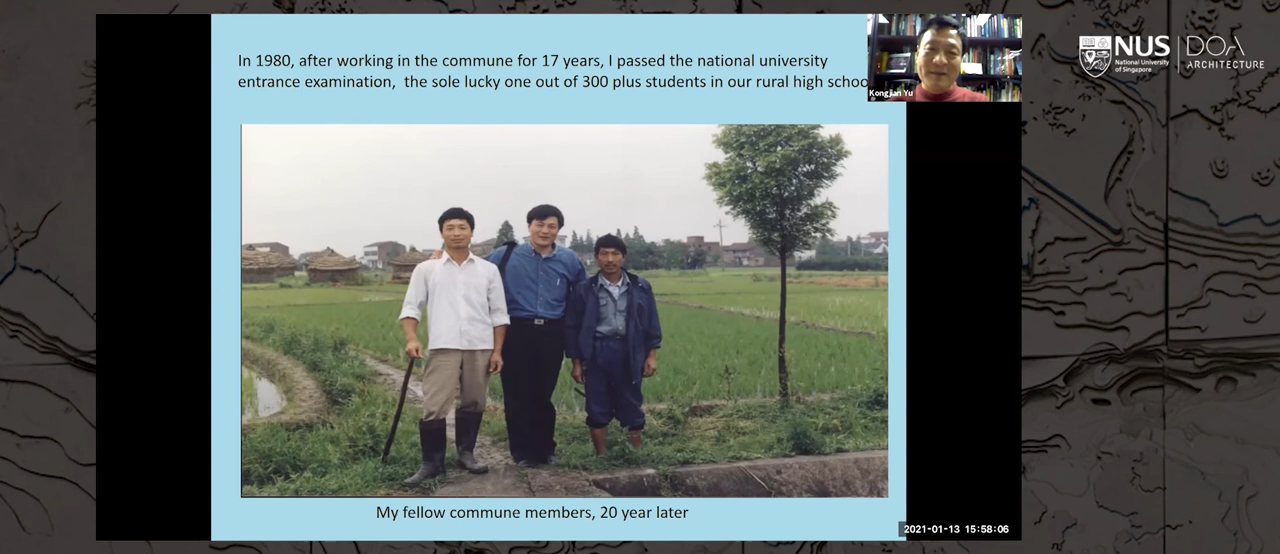 In 1980, after working in the commune for 17 years, I passed the national university
entrance examination, the sole lucky one out of 300 plus students in our rural high schoo
Kongjian Yu
NUS
National University
of Singapore
DOA
ARCHITECTURE
My fellow commune members, 20 year later
2021-01-13 15:58:06